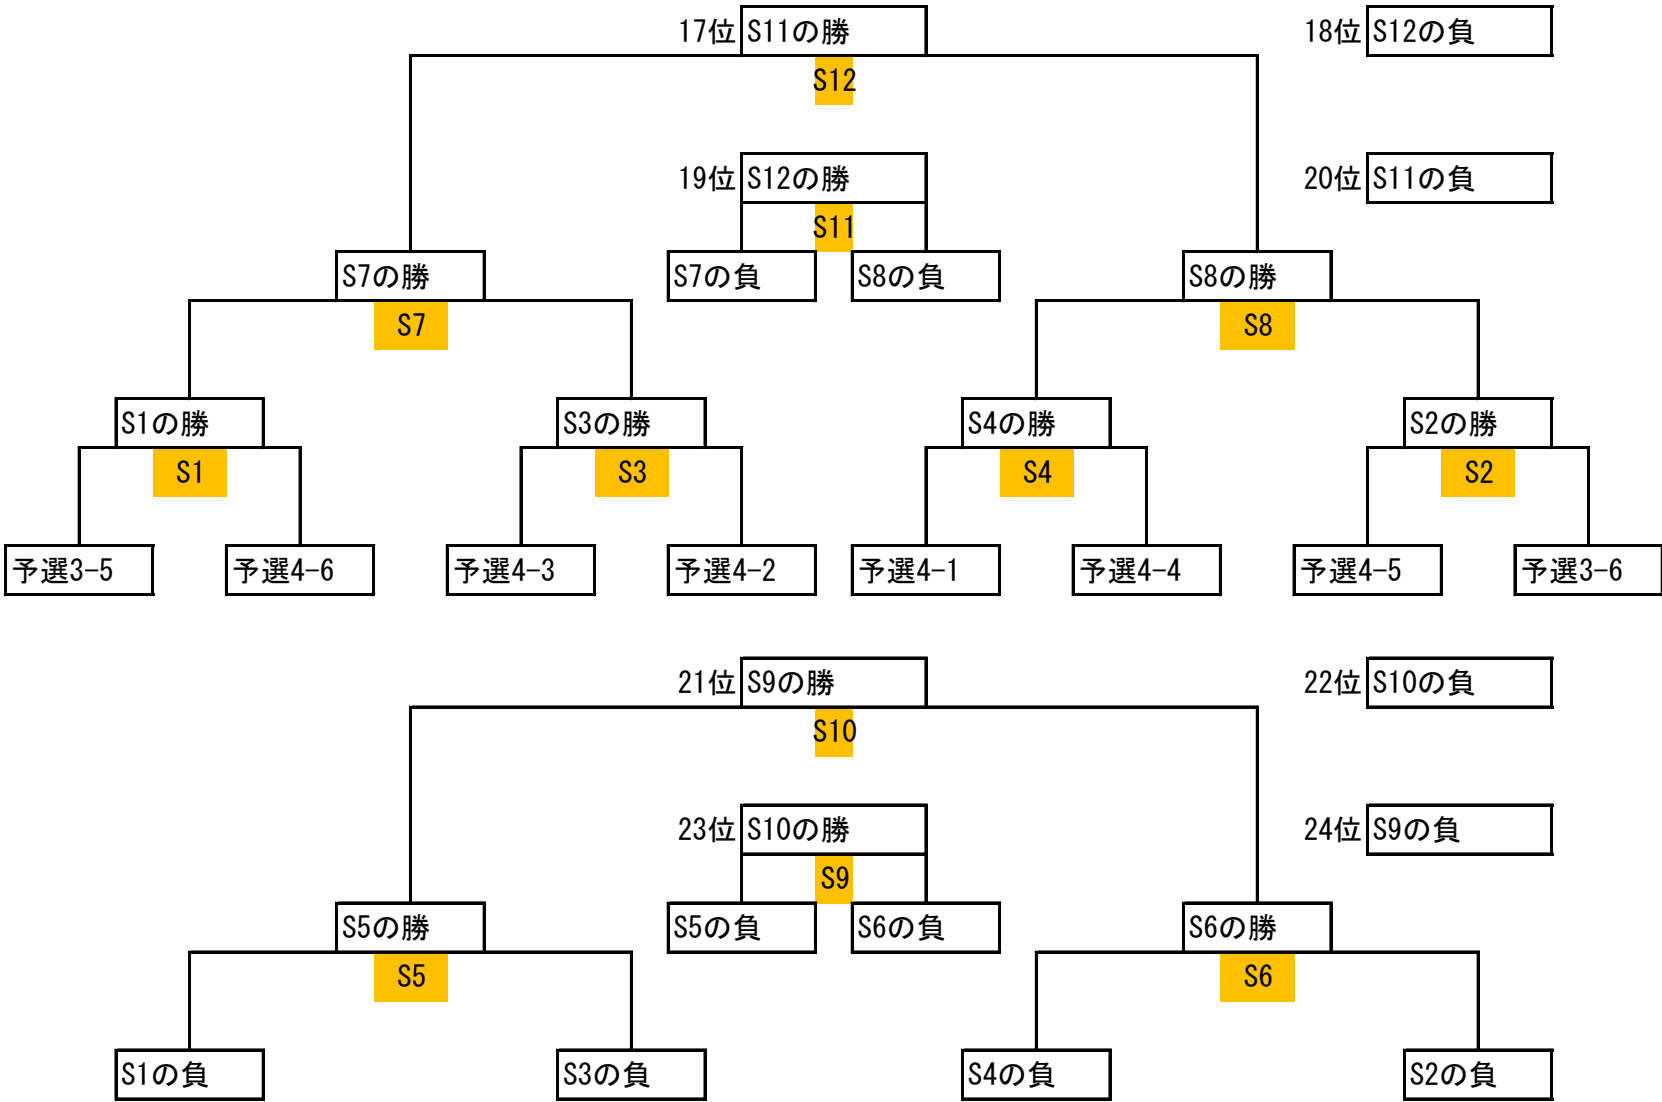 17位 S11の勝 18位 S12の負
S12
19位 S12の勝 20位 S11の負
S11
S7の勝 S7の負 S8の負 S8の勝
S7 S8
S1の勝 S3の勝 S4の勝 S2の勝
S1 S3 S4 S2
予選3-5 予選4-6 予選4-3 予選4-2 予選4-1 予選4-4 予選4-5 予選3-6
21位 S9の勝 22位 S10の負
S10
23位 S10の勝 24位 S9の負
S9
S5の勝 S5の負 S6の負 S6の勝
S5 S6
S1の負 S3の負 S4の負 S2の負